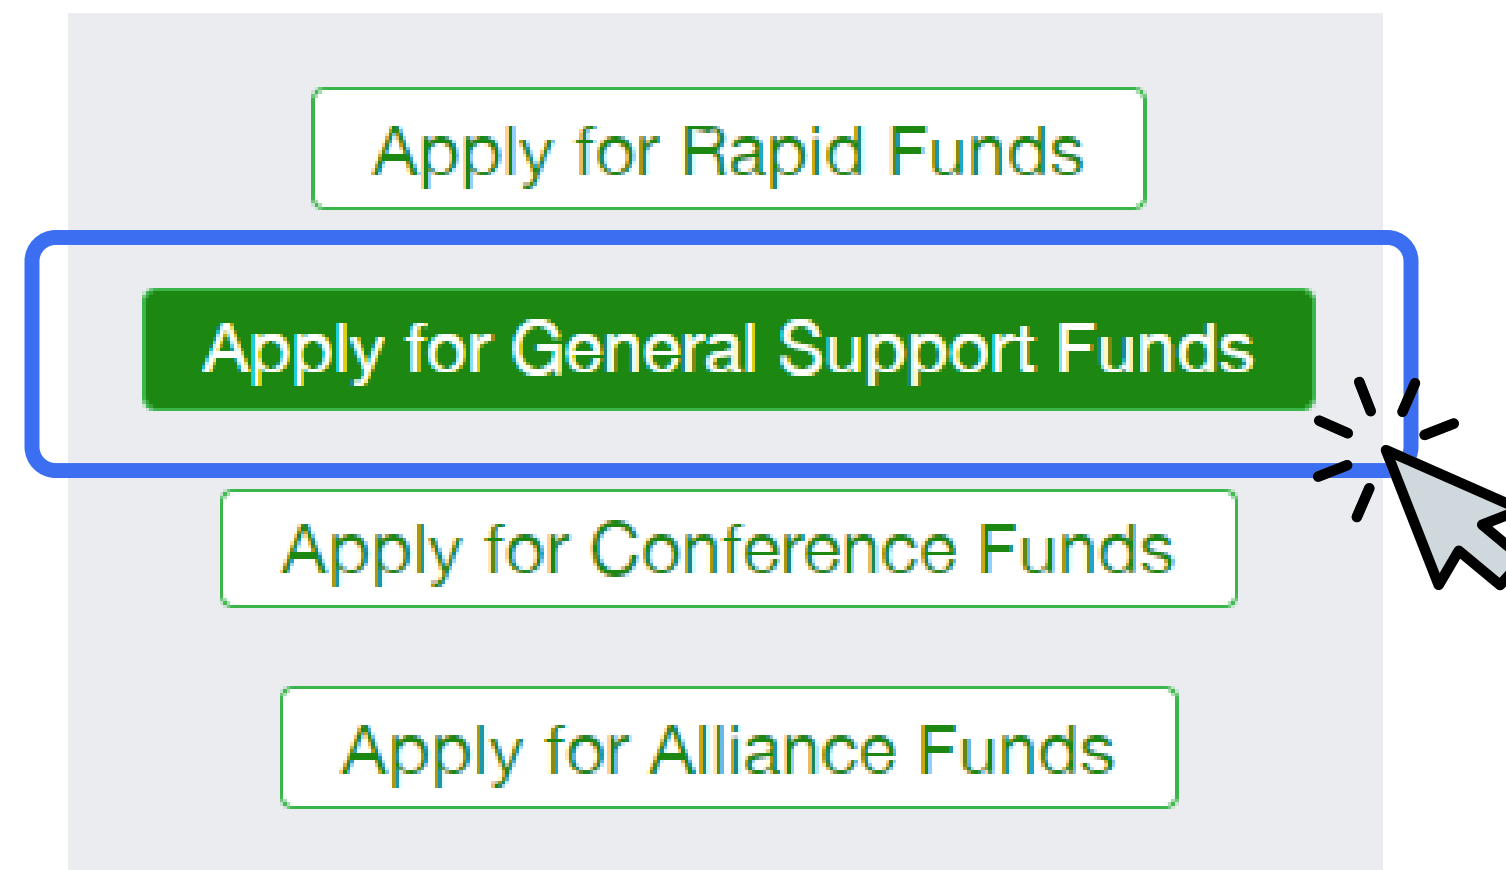 Apply for Rapid Funds
Apply for General Support Funds
Apply for Conference Funds
Apply for Alliance Funds